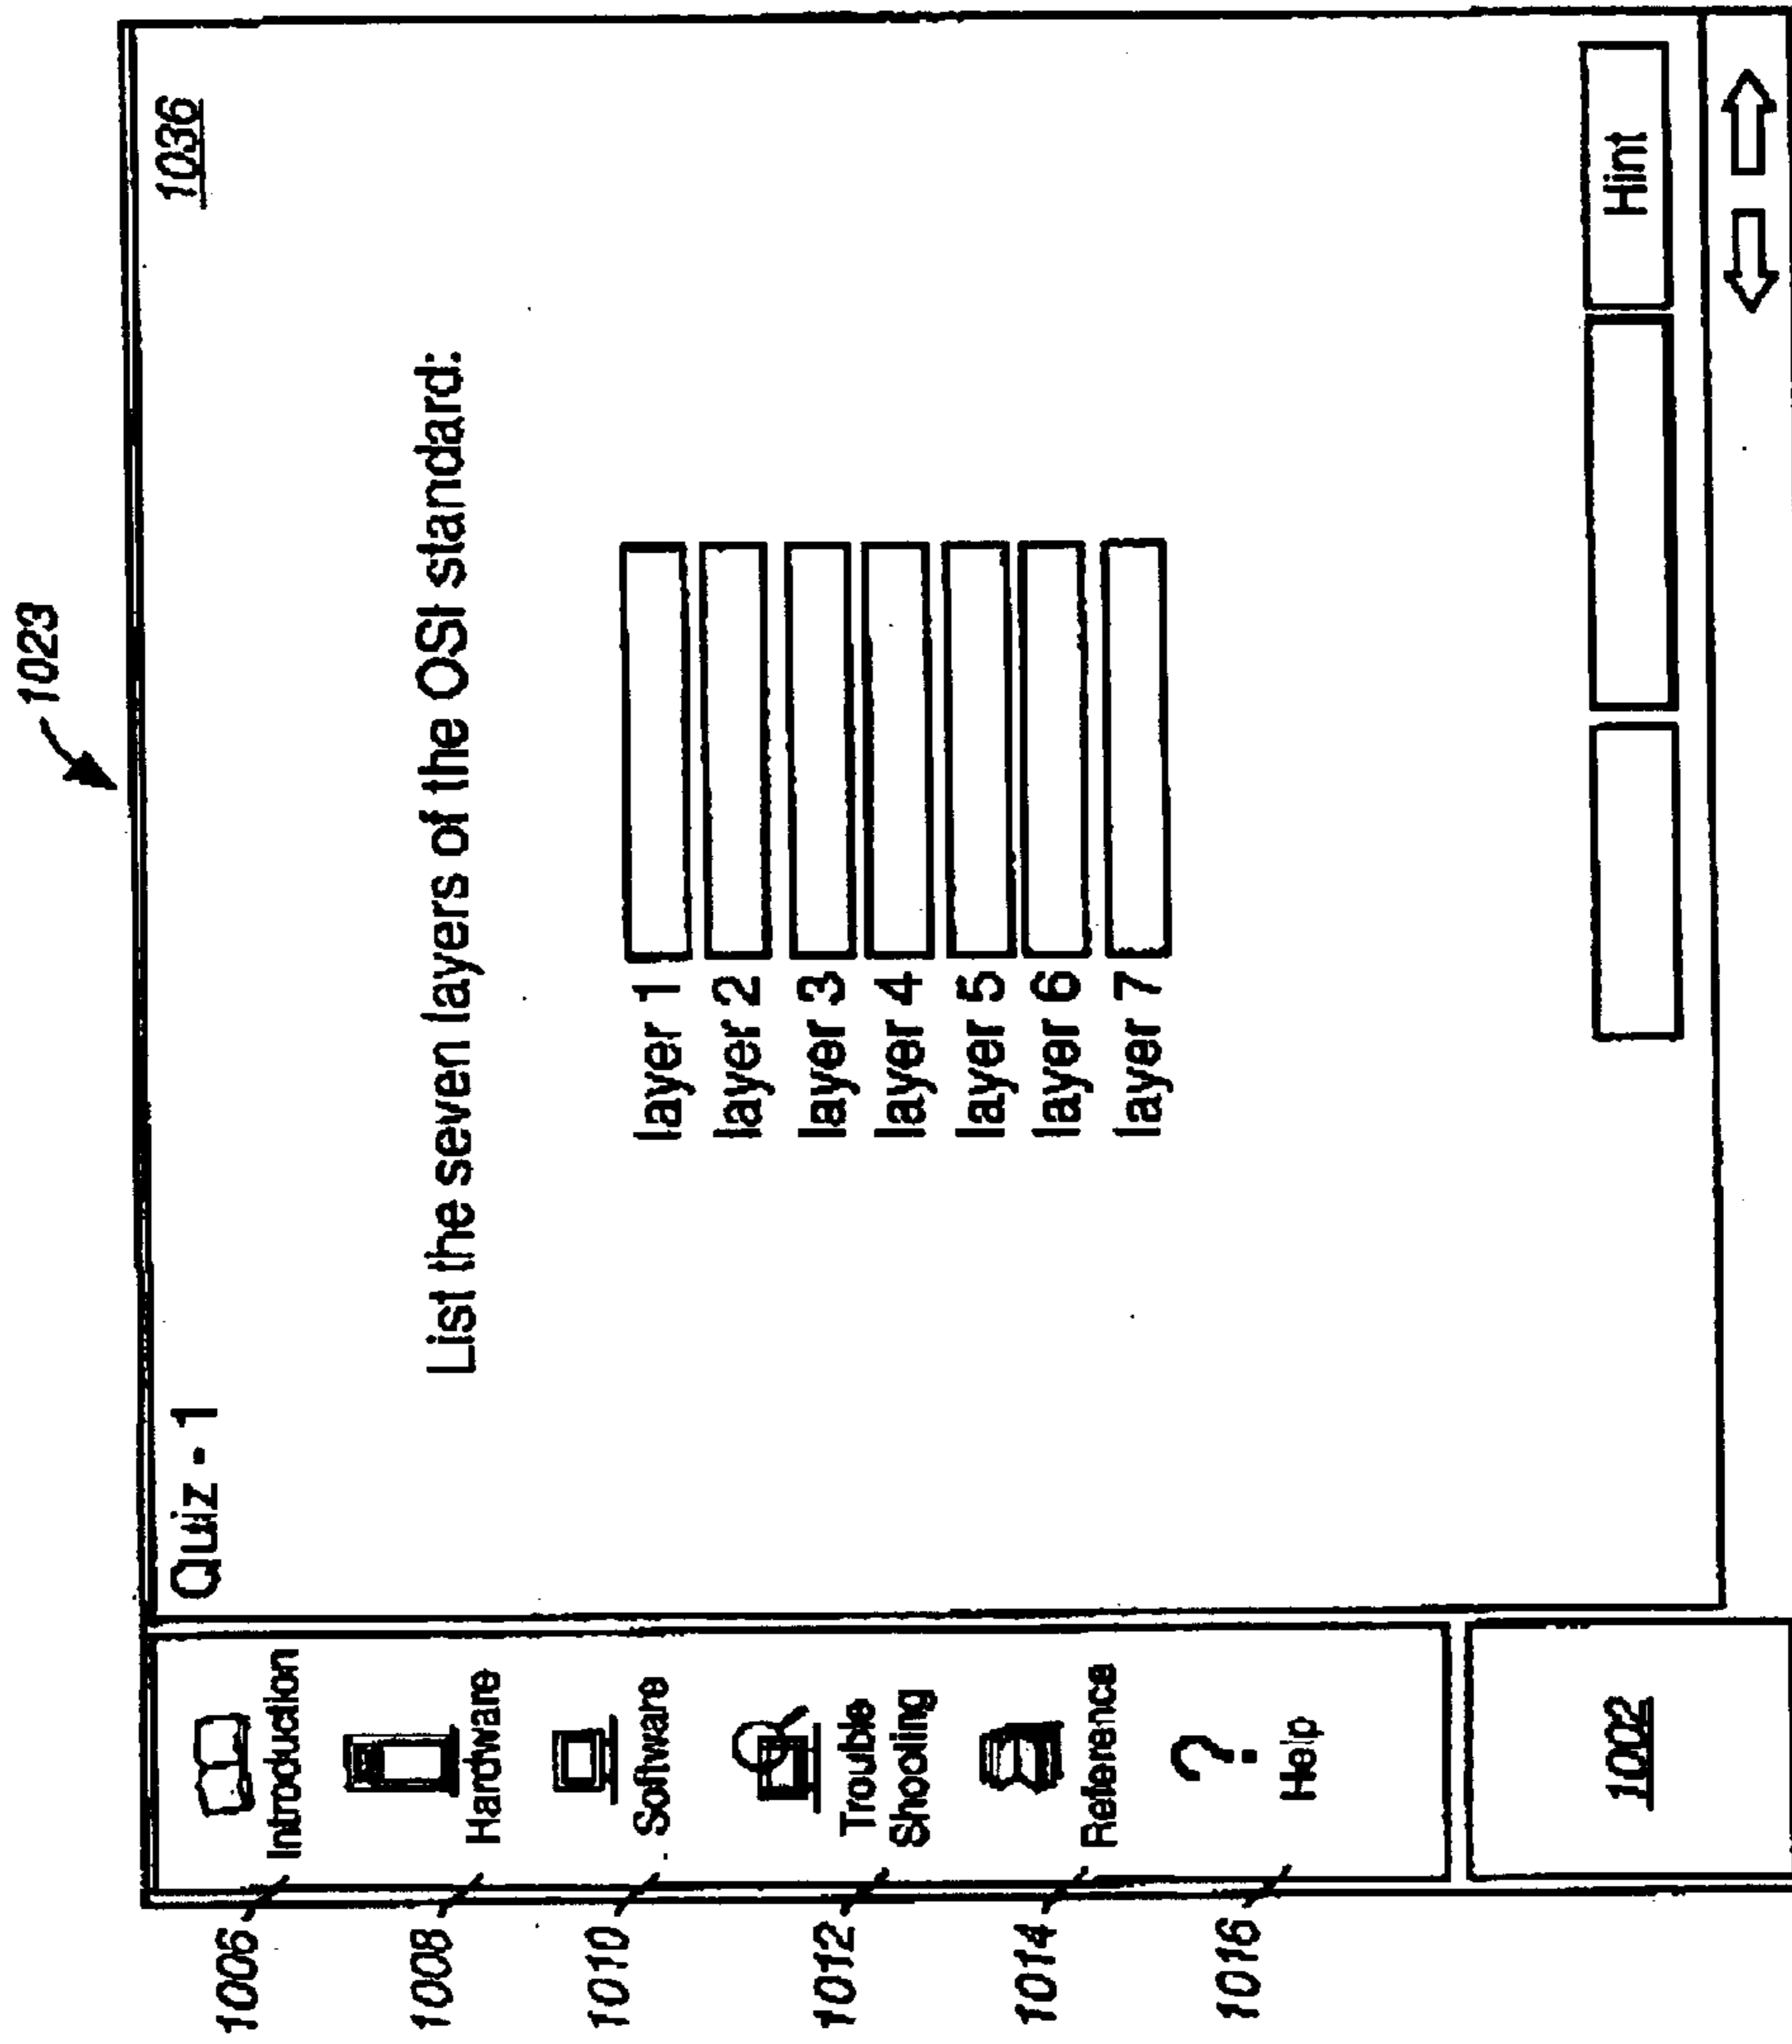 1023
Quiz - 1
1036
List the seven layers of the OSI standard:
layer 1
layer 2
layer 3
layer 4
layer 5
layer 6
layer 7
Hint
1006
Introduction
1008
Hardware
1010
Software
1012
Trouble
Shooting
1014
Reference
1016
?
Help
1002